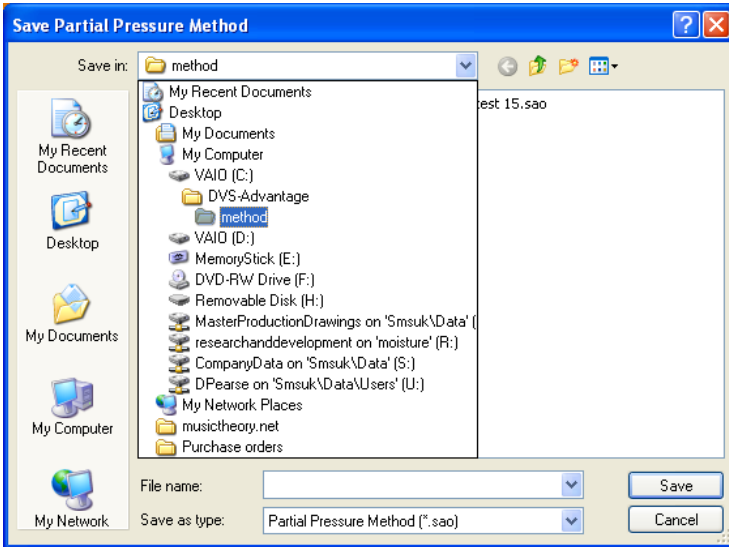 Save Partial Pressure Method
Save in:
method
My Recent Documents
Desktop
My Documents
My Computer
VAIO (C:)
DVS-Advantage
method
VAIO (D:)
MemoryStick (E:)
DVD-RW Drive (F:)
Removable Disk (H:)
MasterProductionDrawings on 'Smsuk\Data' (
researchanddevelopment on 'moisture' (R:)
CompanyData on 'Smsuk\Data' (S:)
DPearse on 'Smsuk\Data\Users' (U:)
My Network Places
musictheory.net
Purchase orders
test 15.sao
My Recent
Documents
Desktop
My Documents
My Computer
My Network
File name:
Save
Save as type:
Partial Pressure Method (*.sao)
Cancel